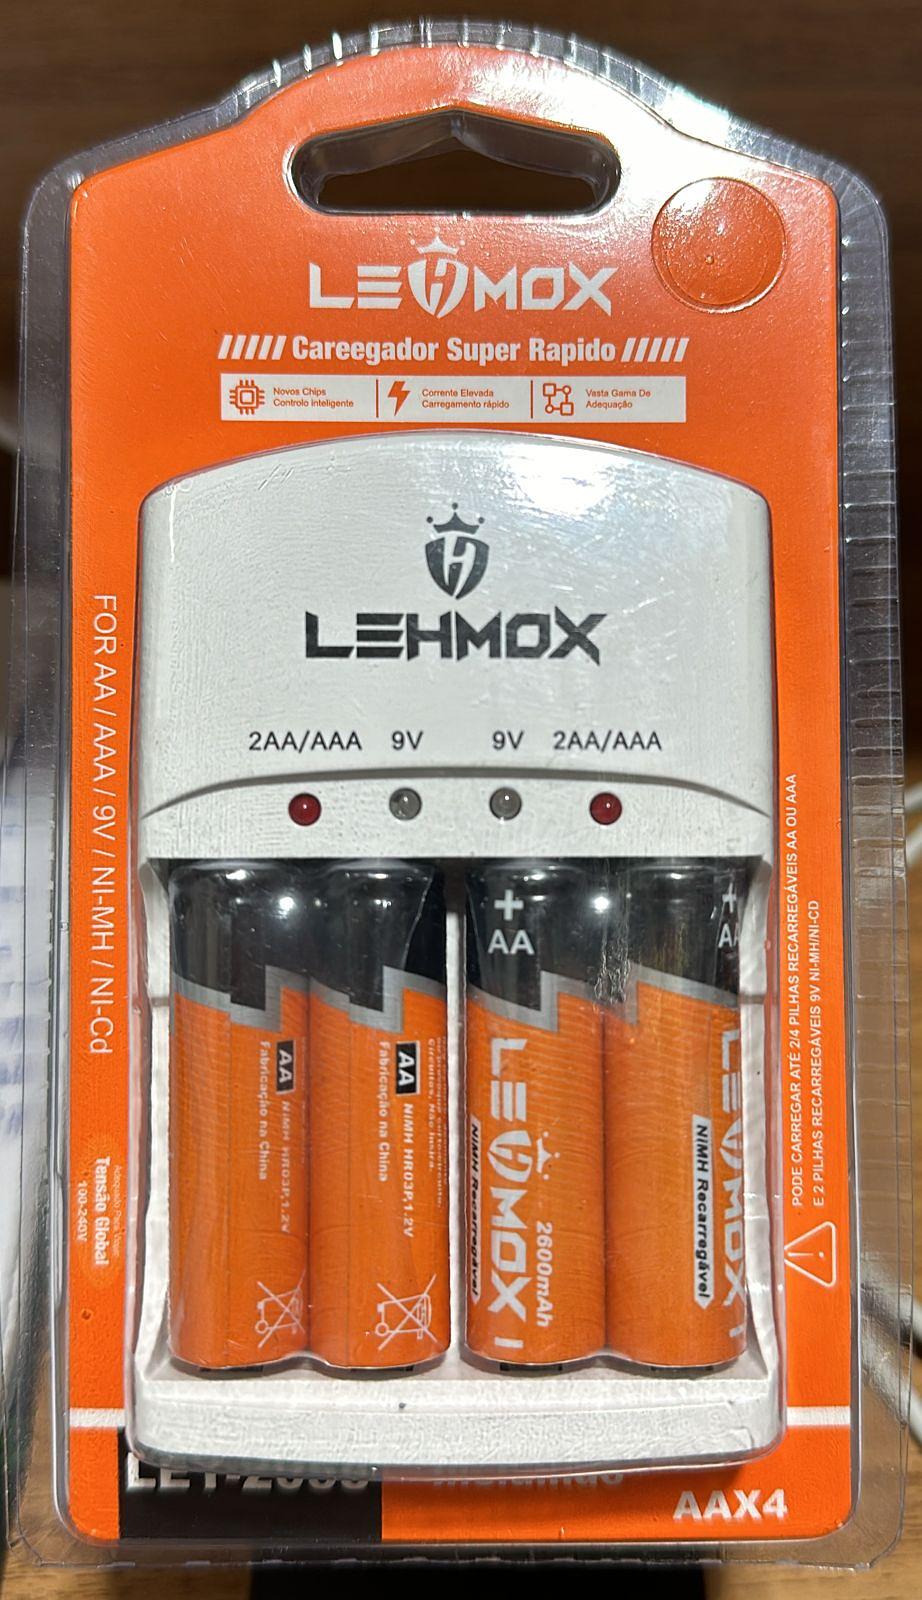 LEHMOX
Careegador Super Rapido
Novos Chips
Controlo inteligente
Corrente Elevada
Carregamento rápido
Vasta Gama De
Adequação
LEHMOX
2AA/AAA 9V 9V 2AA/AAA
FOR AA / AAA / 9V / NI-MH / NI-Cd
Tensão Global
100-240V
+
AA
+
AA
AA NiMH HR03P,1.2V
Fabricação na China
AA NiMH HR03P,1.2V
Fabricação na China
LEHMOX
2600mAh
NiMH Recarregável
LEHMOX
NiMH Recarregável
PODE CARREGAR ATÉ 2/4 PILHAS RECARREGÁVEIS AA OU AAA
E 2 PILHAS RECARREGÁVEIS 9V NI-MH/NI-CD
AAX4